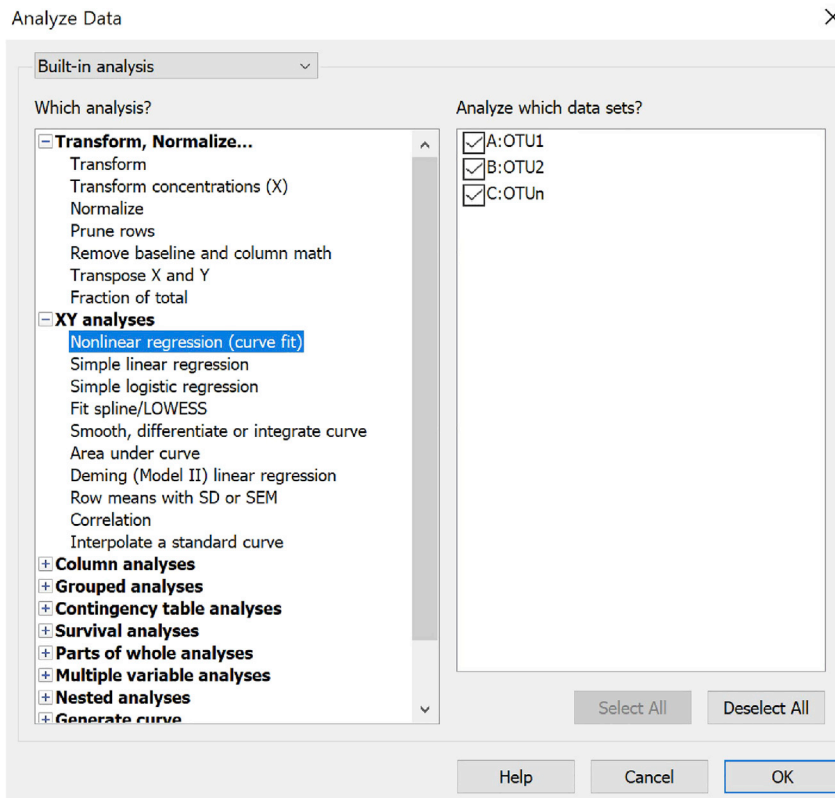 Analyze Data
Built-in analysis
Which analysis?
Transform, Normalize...
Transform
Transform concentrations (X)
Normalize
Prune rows
Remove baseline and column math
Transpose X and Y
Fraction of total
XY analyses
Nonlinear regression (curve fit)
Simple linear regression
Simple logistic regression
Fit spline/LOWESS
Smooth, differentiate or integrate curve
Area under curve
Deming (Model II) linear regression
Row means with SD or SEM
Correlation
Interpolate a standard curve
Column analyses
Grouped analyses
Contingency table analyses
Survival analyses
Parts of whole analyses
Multiple variable analyses
Nested analyses
Generate curve
Analyze which data sets?
A:OTU1
B:OTU2
C:OTUn
Select All
Deselect All
Help
Cancel
OK